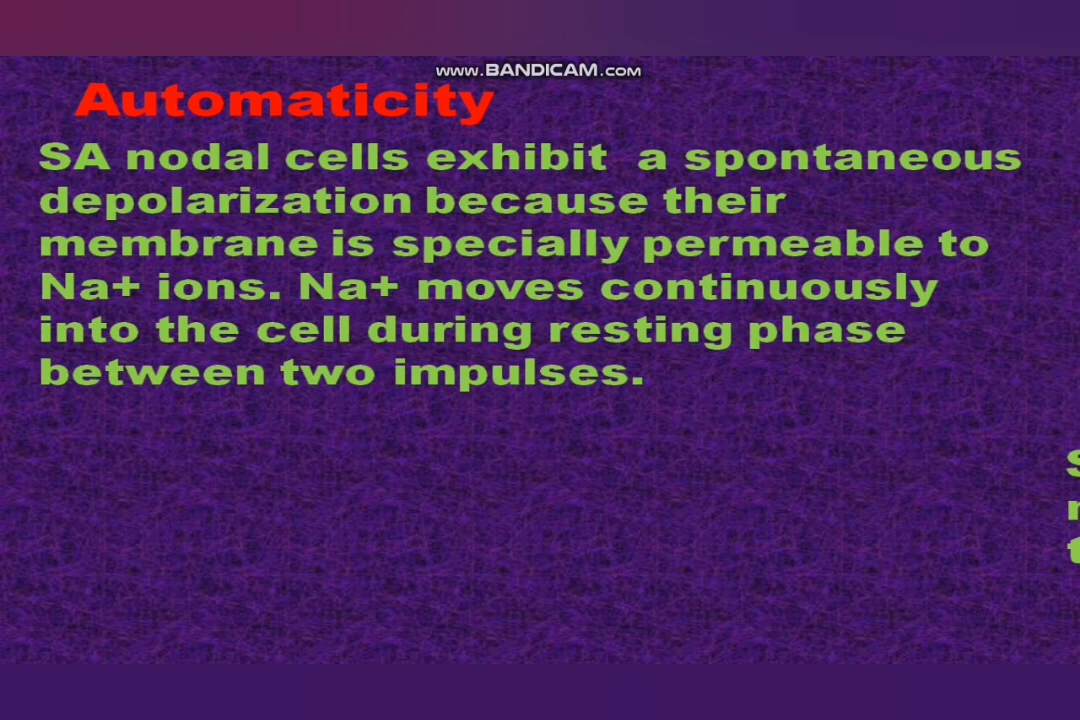 www.BANDICAM.com
Automaticity
SA nodal cells exhibit  a spontaneous
depolarization because their
membrane is specially permeable to
Na+ ions. Na+ moves continuously
into the cell during resting phase
between two impulses.